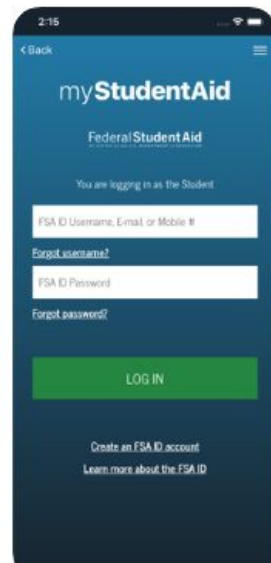 2:15
< Back
myStudentAid
Federal Student Aid
You are logging in as the Student
FSA ID Username, E-mail, or Mobile #
Forgot username?
FSA ID Password
Forgot password?
LOG IN
Create an FSA ID account
Learn more about the FSA ID